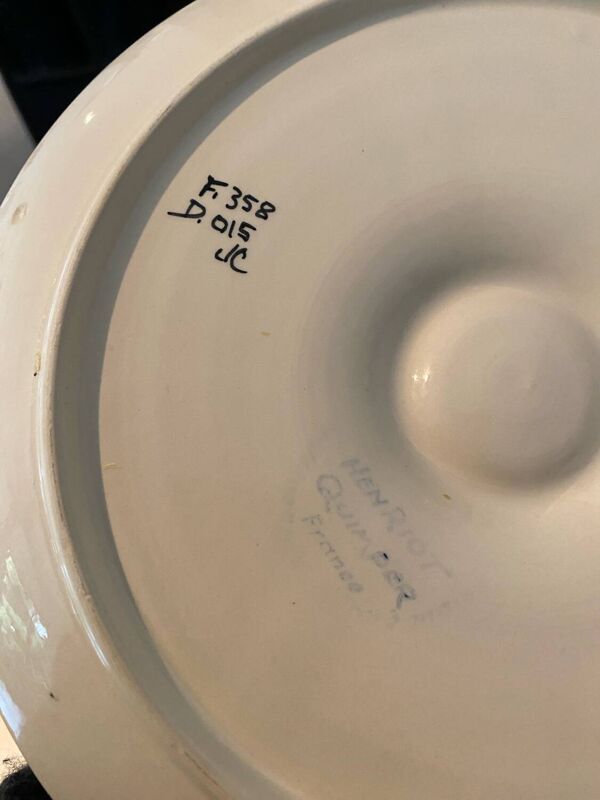 F.358
D.015
JC
HENRIOT
QUIMPER
France